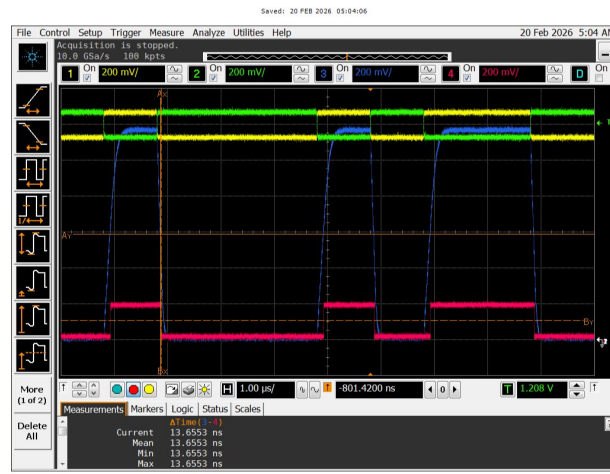 Saved: 20 FEB 2026 05:04:06
File Control Setup Trigger Measure Analyze Utilities Help 20 Feb 2026 5:04 AM
Acquisition is stopped.
10.0 GSa/s 100 kpts
1 On 200 mV/ 2 On 200 mV/ 3 On 200 mV/ 4 On 200 mV/ D On
Ax
T
Ay
By
Bx
More
(1 of 2)
Delete
All
H 1.00 µs/ -801.4200 ns 0 T 1.208 V
Measurements Markers Logic Status Scales
ΔTime(3-4)
Current 13.6553 ns
Mean 13.6553 ns
Min 13.6553 ns
Max 13.6553 ns